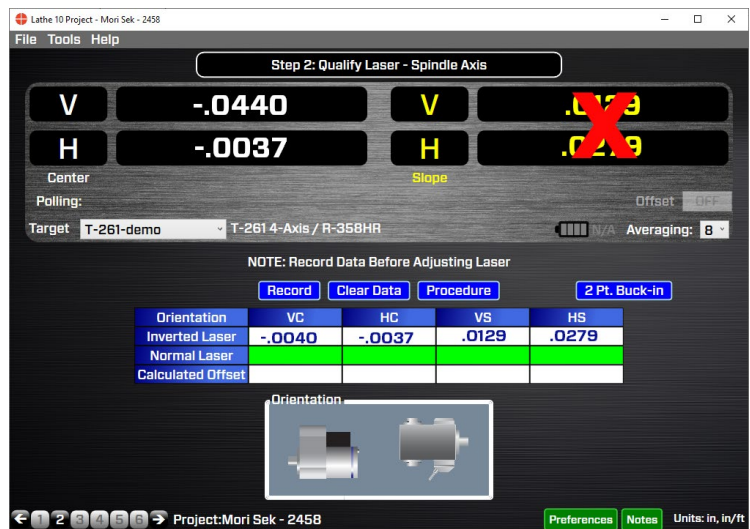 Lathe 10 Project - Mori Sek - 2458
File Tools Help
Step 2: Qualify Laser - Spindle Axis
V -.0440 V
H -.0037 H
Center Slope
Polling: Offset OFF
Target T-261-demo T-261 4-Axis / R-358HR N/A Averaging: 8
NOTE: Record Data Before Adjusting Laser
Record Clear Data Procedure 2 Pt. Buck-in
Orientation VC HC VS HS
Inverted Laser -.0040 -.0037 .0129 .0279
Normal Laser
Calculated Offset
Orientation
1 2 3 4 5 6 Project:Mori Sek - 2458 Preferences Notes Units: in, in/ft